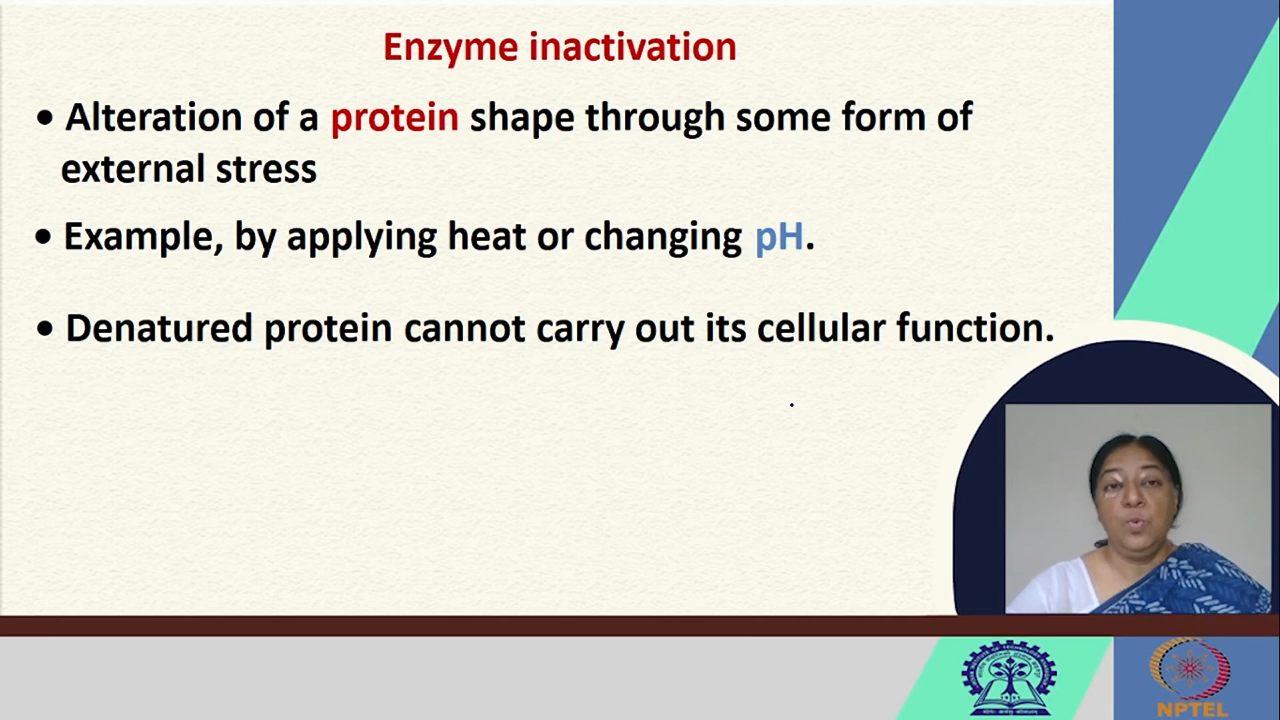 Enzyme inactivation
• Alteration of a protein shape through some form of
external stress
• Example, by applying heat or changing pH.
• Denatured protein cannot carry out its cellular function.
NPTEL